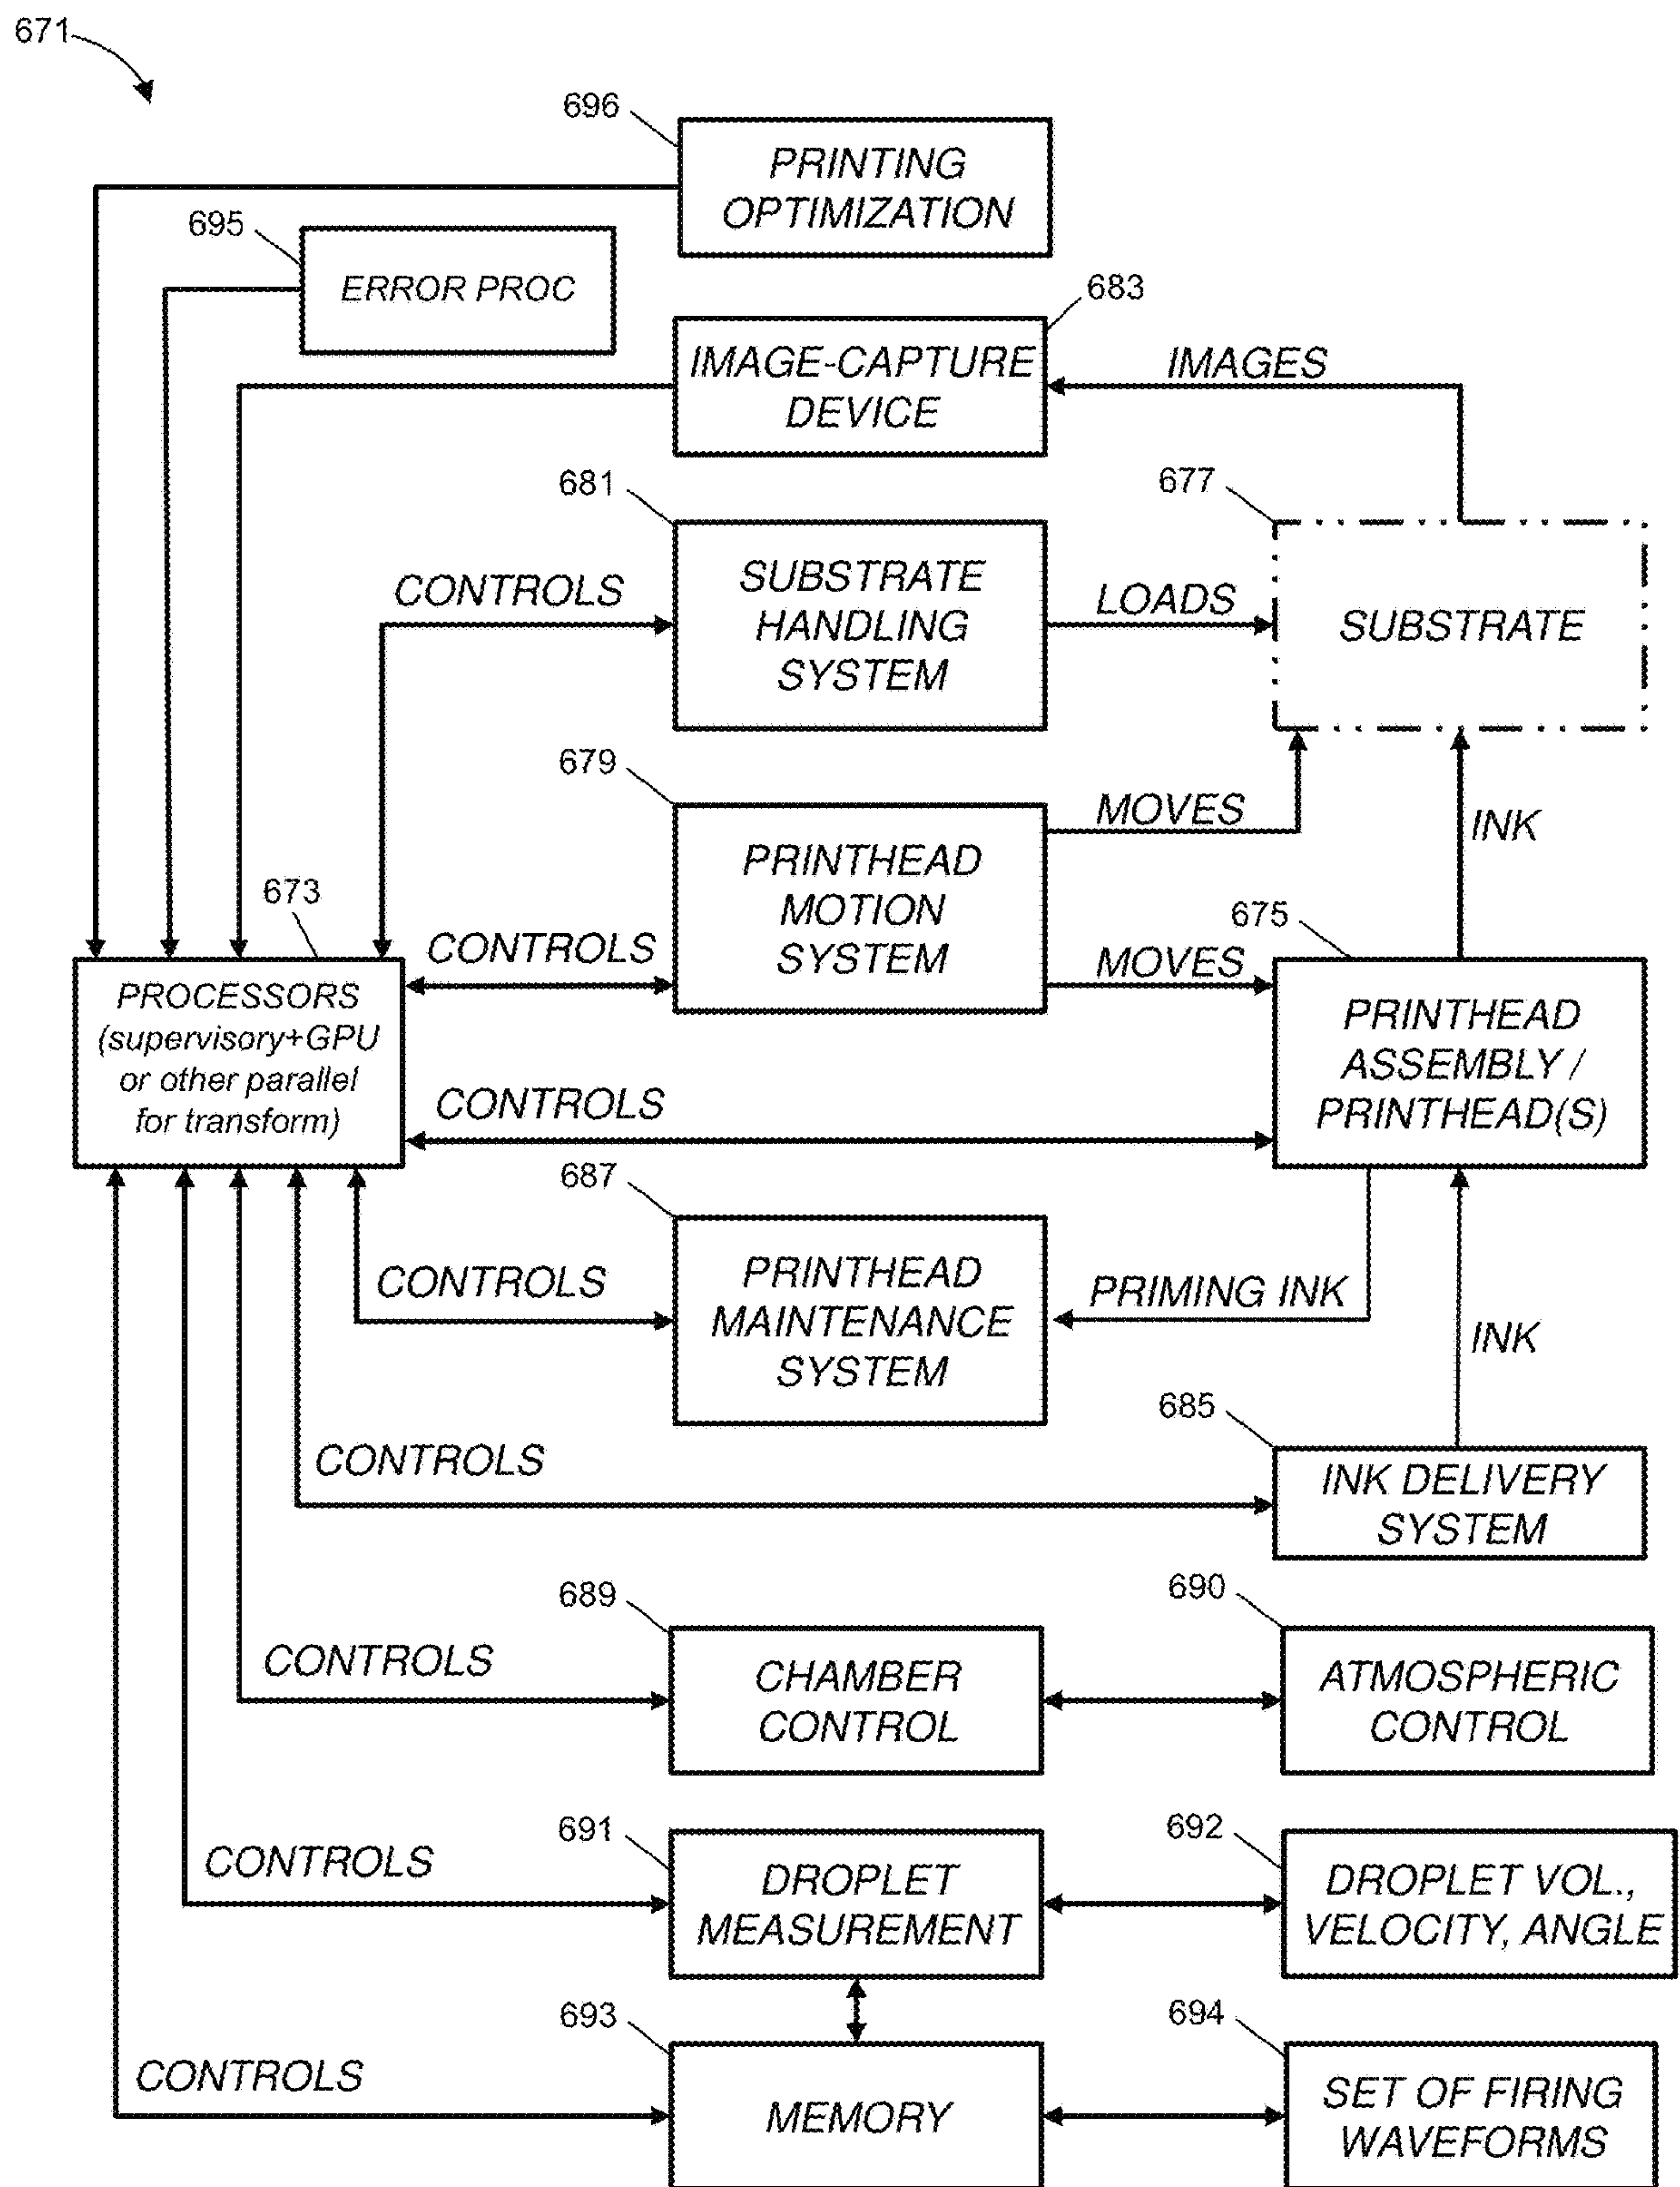 671
696
PRINTING
OPTIMIZATION
695
ERROR PROC
683
IMAGE-CAPTURE
DEVICE
IMAGES
681
677
CONTROLS
SUBSTRATE
HANDLING
SYSTEM
LOADS
SUBSTRATE
679
MOVES
INK
PRINTHEAD
MOTION
SYSTEM
673
CONTROLS
MOVES
675
PROCESSORS
(supervisory+GPU
or other parallel
for transform)
PRINTHEAD
ASSEMBLY /
PRINTHEAD(S)
CONTROLS
687
CONTROLS
PRINTHEAD
MAINTENANCE
SYSTEM
PRIMING INK
INK
685
CONTROLS
INK DELIVERY
SYSTEM
689
690
CONTROLS
CHAMBER
CONTROL
ATMOSPHERIC
CONTROL
691
692
CONTROLS
DROPLET
MEASUREMENT
DROPLET VOL.,
VELOCITY, ANGLE
693
694
CONTROLS
MEMORY
SET OF FIRING
WAVEFORMS